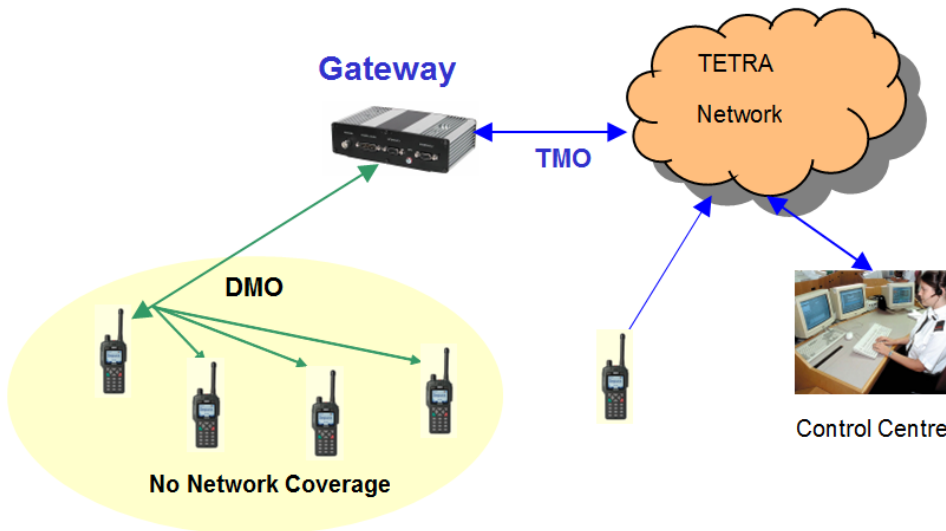 Gateway
TETRA
Network
TMO
DMO
No Network Coverage
Control Centre